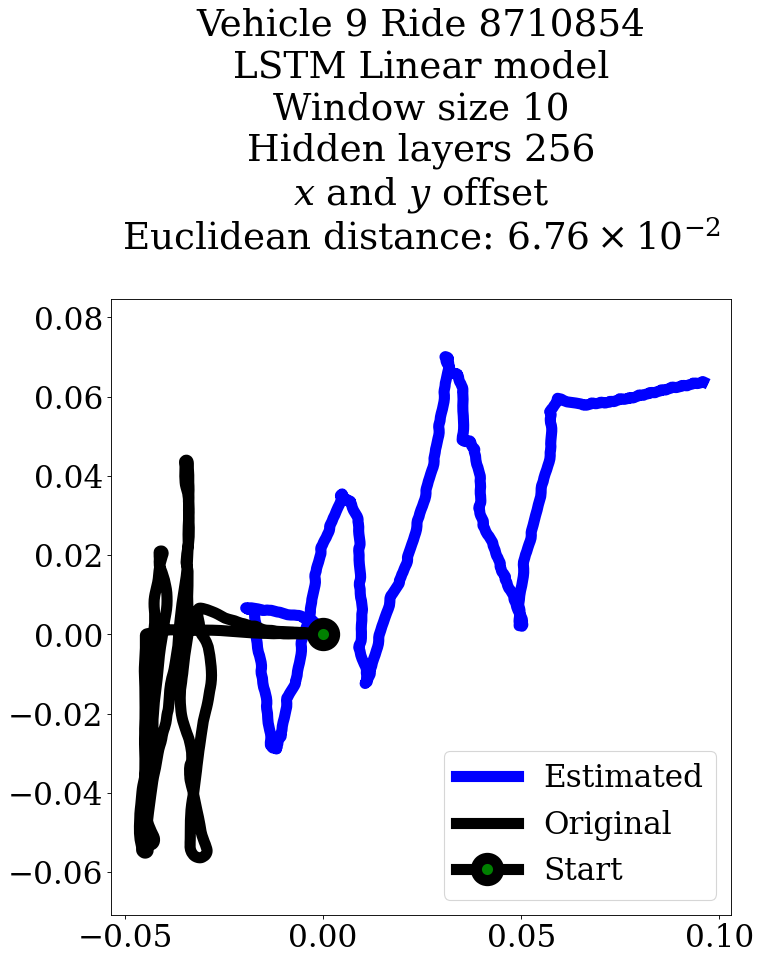 Vehicle 9 Ride 8710854
LSTM Linear model
Window size 10
Hidden layers 256
x and y offset
Euclidean distance: 6.76 × 10⁻²
0.08
0.06
0.04
0.02
0.00
−0.02
−0.04
−0.06
Estimated
Original
Start
−0.05 0.00 0.05 0.10